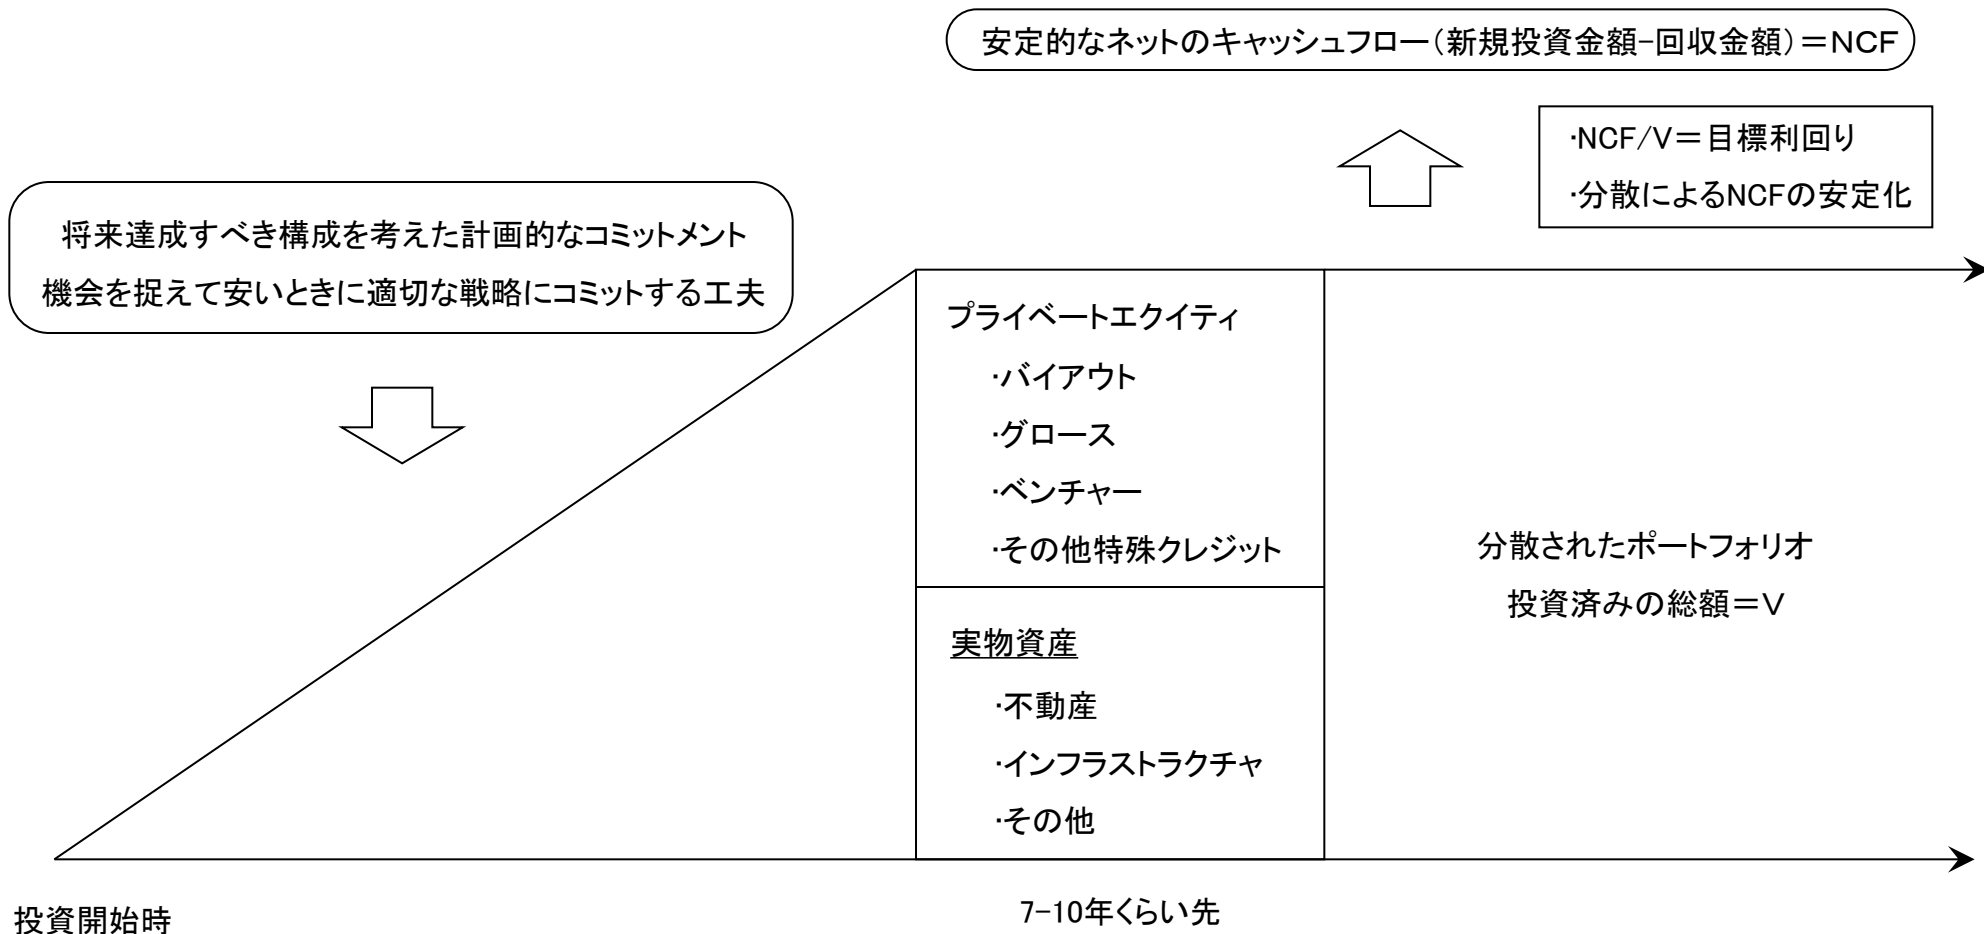 安定的なネットのキャッシュフロー（新規投資金額-回収金額）＝NCF
・NCF/V＝目標利回り
・分散によるNCFの安定化
将来達成すべき構成を考えた計画的なコミットメント
機会を捉えて安いときに適切な戦略にコミットする工夫
プライベートエクイティ
・バイアウト
・グロース
・ベンチャー
・その他特殊クレジット
実物資産
・不動産
・インフラストラクチャ
・その他
分散されたポートフォリオ
投資済みの総額＝V
投資開始時
7-10年くらい先